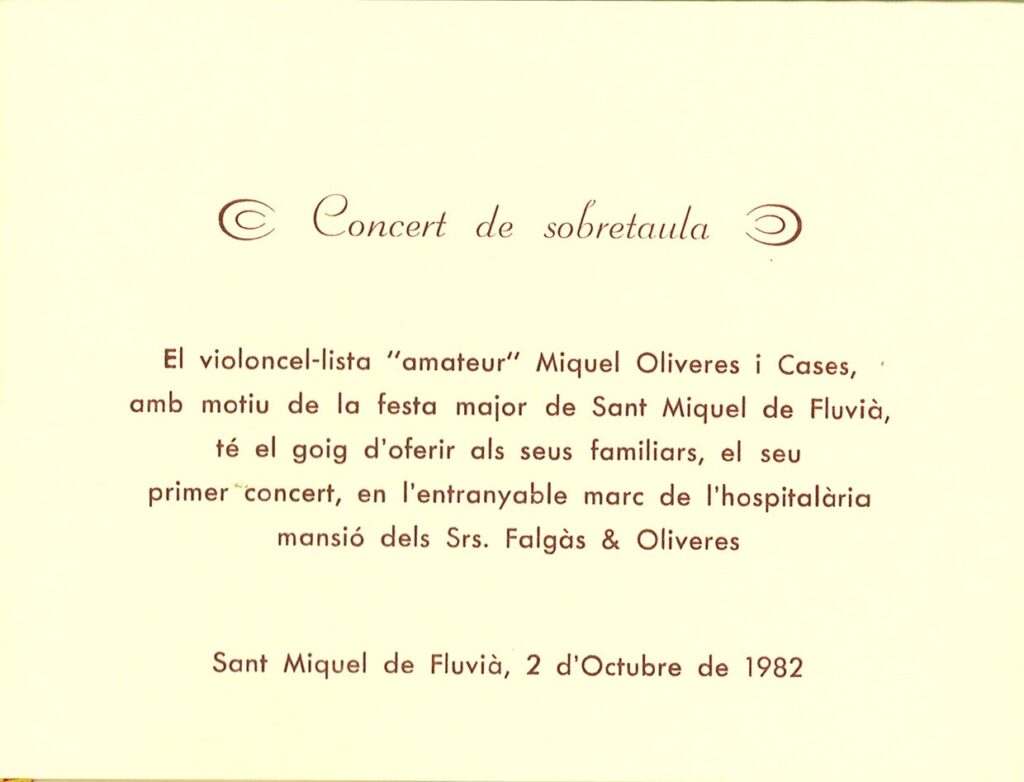 Concert de sobretaula
El violoncel-lista "amateur" Miquel Oliveres i Cases,
amb motiu de la festa major de Sant Miquel de Fluvià,
té el goig d'oferir als seus familiars, el seu
primer concert, en l'entranyable marc de l'hospitalària
mansió dels Srs. Falgàs & Oliveres
Sant Miquel de Fluvià, 2 d'Octubre de 1982